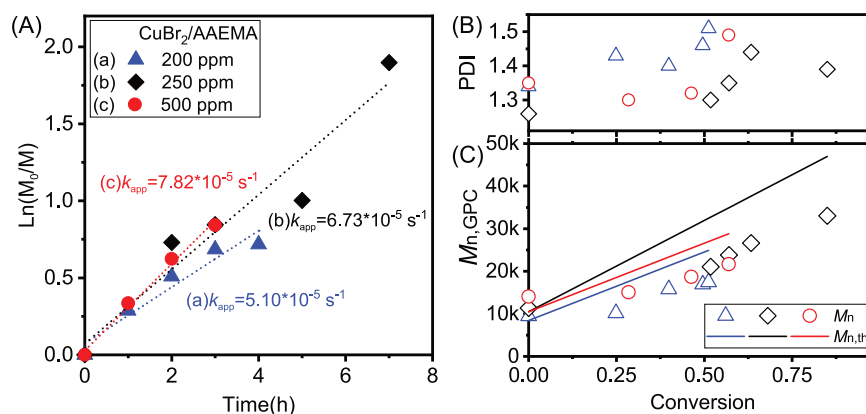 (A)
CuBr₂/AAEMA
(a) 200 ppm
(b) 250 ppm
(c) 500 ppm
2.0
1.5
1.0
0.5
0.0
Ln(M₀/M)
(c)kapp=7.82*10⁻⁵ s⁻¹
(b)kapp=6.73*10⁻⁵ s⁻¹
(a)kapp=5.10*10⁻⁵ s⁻¹
0 2 4 6 8
Time(h)
(B)
1.5
1.4
1.3
PDI
(C)
50k
40k
30k
20k
10k
0
Mn,GPC
Mn
Mn,th
0.00 0.25 0.50 0.75
Conversion